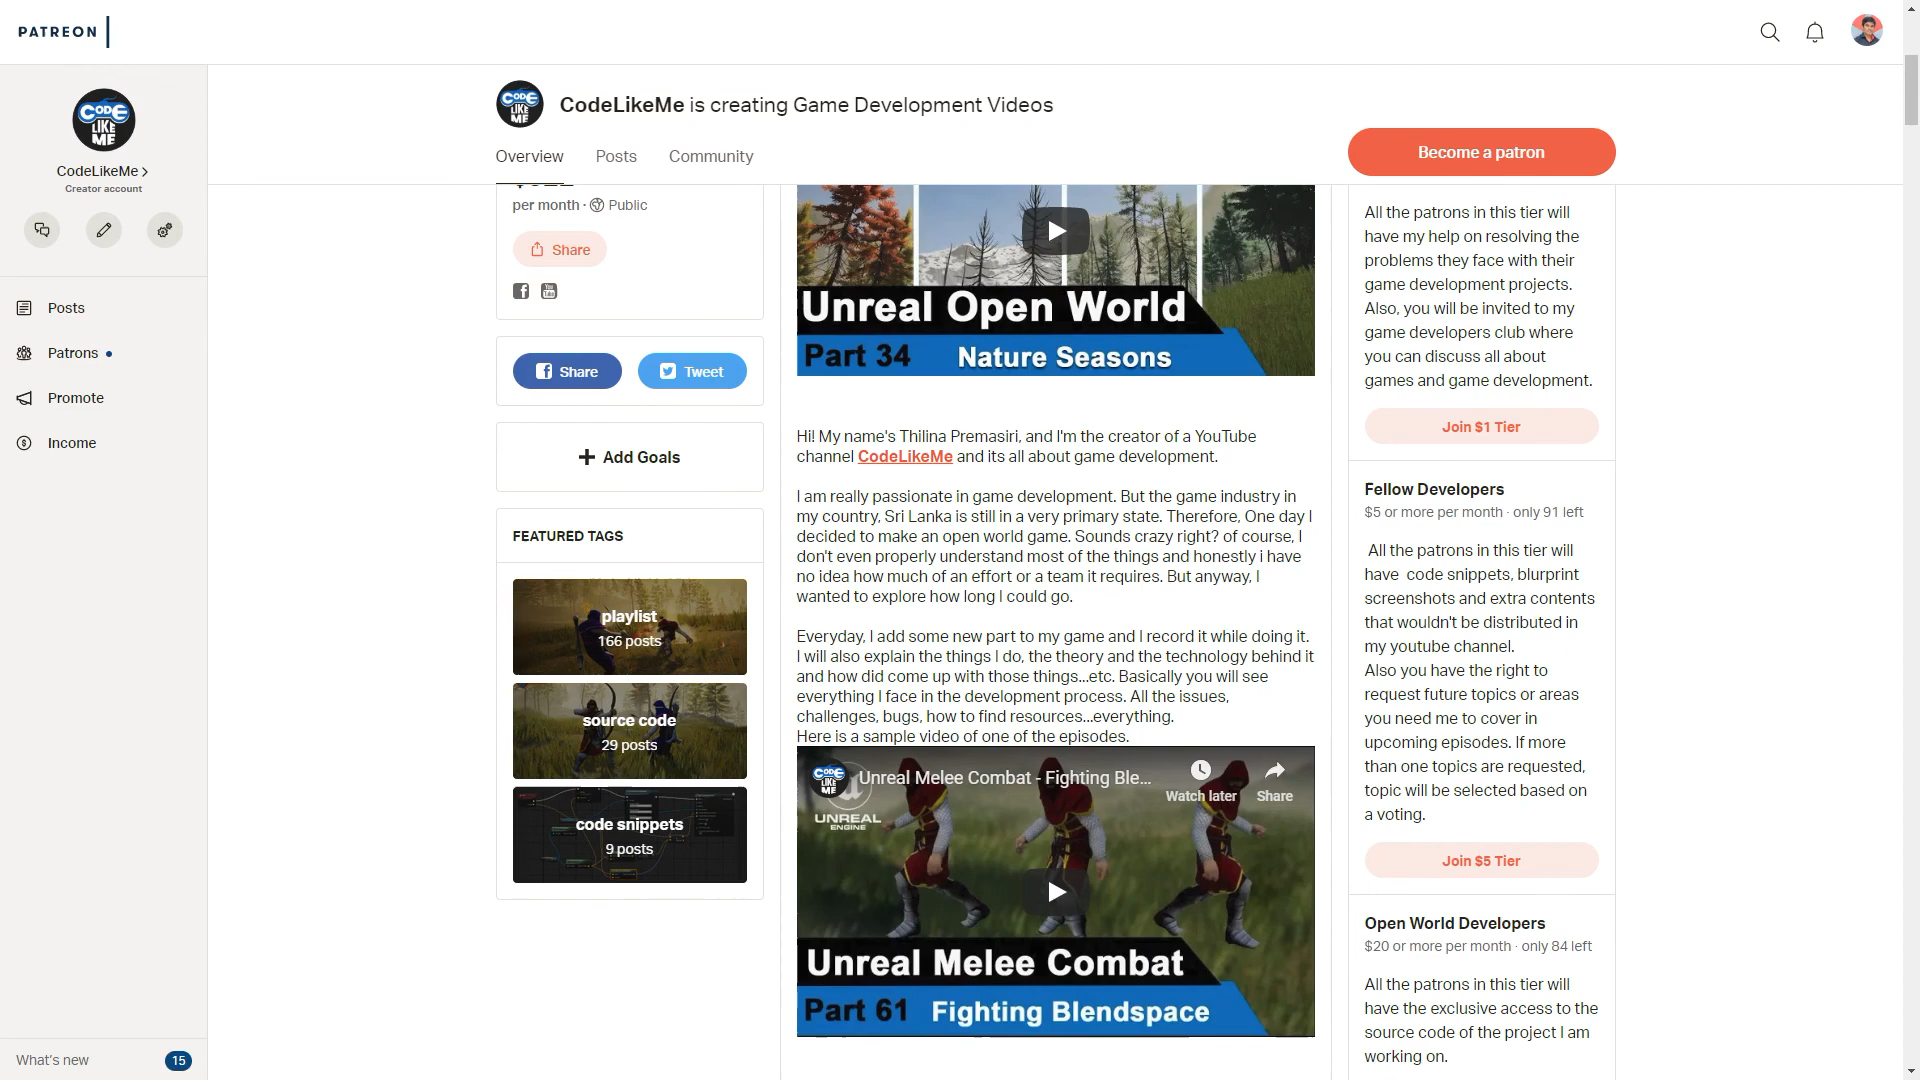 PATREON
CODE
LIKE
ME
CodeLikeMe
Creator account
Posts
Patrons
Promote
Income
What's new
15
CODE
LIKE
ME
CodeLikeMe is creating Game Development Videos
Overview
Posts
Community
Become a patron
per month · Public
Share
Share
Tweet
Add Goals
FEATURED TAGS
playlist
166 posts
source code
29 posts
code snippets
9 posts
Unreal Open World
Part 34 Nature Seasons
Hi! My name's Thilina Premasiri, and I'm the creator of a YouTube
channel CodeLikeMe and its all about game development.
I am really passionate in game development. But the game industry in
my country, Sri Lanka is still in a very primary state. Therefore, One day I
decided to make an open world game. Sounds crazy right? of course, I
don't even properly understand most of the things and honestly i have
no idea how much of an effort or a team it requires. But anyway, I
wanted to explore how long I could go.
Everyday, I add some new part to my game and I record it while doing it.
I will also explain the things I do, the theory and the technology behind it
and how did come up with those things...etc. Basically you will see
everything I face in the development process. All the issues,
challenges, bugs, how to find resources...everything.
Here is a sample video of one of the episodes.
CODE
LIKE
ME
Unreal Melee Combat - Fighting Ble...
Watch later
Share
UNREAL
ENGINE
Unreal Melee Combat
Part 61 Fighting Blendspace
All the patrons in this tier will
have my help on resolving the
problems they face with their
game development projects.
Also, you will be invited to my
game developers club where
you can discuss all about
games and game development.
Join $1 Tier
Fellow Developers
$5 or more per month · only 91 left
All the patrons in this tier will
have code snippets, blurprint
screenshots and extra contents
that wouldn't be distributed in
my youtube channel.
Also you have the right to
request future topics or areas
you need me to cover in
upcoming episodes. If more
than one topics are requested,
topic will be selected based on
a voting.
Join $5 Tier
Open World Developers
$20 or more per month · only 84 left
All the patrons in this tier will
have the exclusive access to the
source code of the project I am
working on.